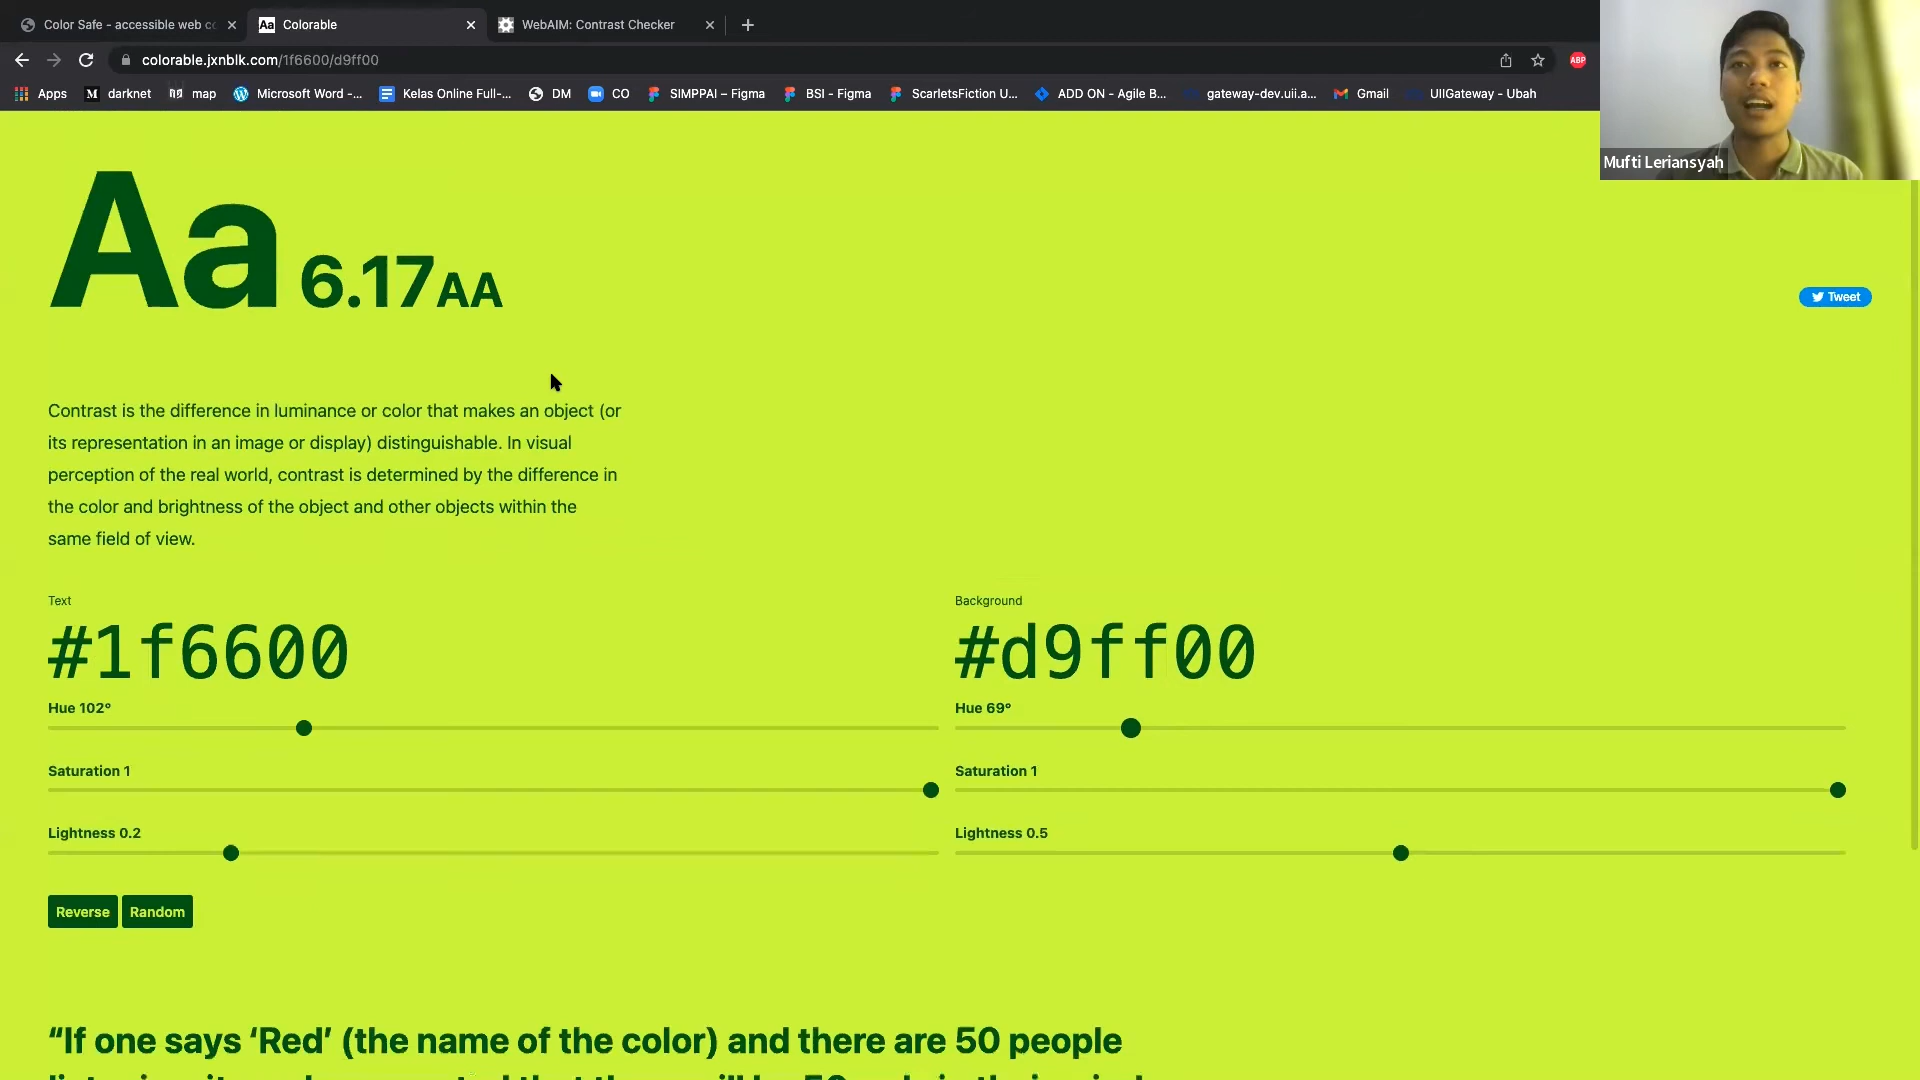 Color Safe - accessible web c
Colorable
WebAIM: Contrast Checker
colorable.jxnblk.com/1f6600/d9ff00
ABP
Apps
darknet
map
Microsoft Word -...
Kelas Online Full-...
DM
CO
SIMPPAI – Figma
BSI - Figma
ScarletsFiction U...
ADD ON - Agile B...
gateway-dev.uii.a...
Gmail
UIIGateway - Ubah
Mufti Leriansyah
Aa 6.17AA
Tweet
Contrast is the difference in luminance or color that makes an object (or
its representation in an image or display) distinguishable. In visual
perception of the real world, contrast is determined by the difference in
the color and brightness of the object and other objects within the
same field of view.
Text
#1f6600
Hue 102°
Saturation 1
Lightness 0.2
Background
#d9ff00
Hue 69°
Saturation 1
Lightness 0.5
Reverse
Random
“If one says ‘Red’ (the name of the color) and there are 50 people